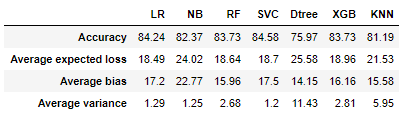 LR NB RF SVC Dtree XGB KNN
Accuracy 84.24 82.37 83.73 84.58 75.97 83.73 81.19
Average expected loss 18.49 24.02 18.64 18.7 25.58 18.96 21.53
Average bias 17.2 22.77 15.96 17.5 14.15 16.16 15.58
Average variance 1.29 1.25 2.68 1.2 11.43 2.81 5.95